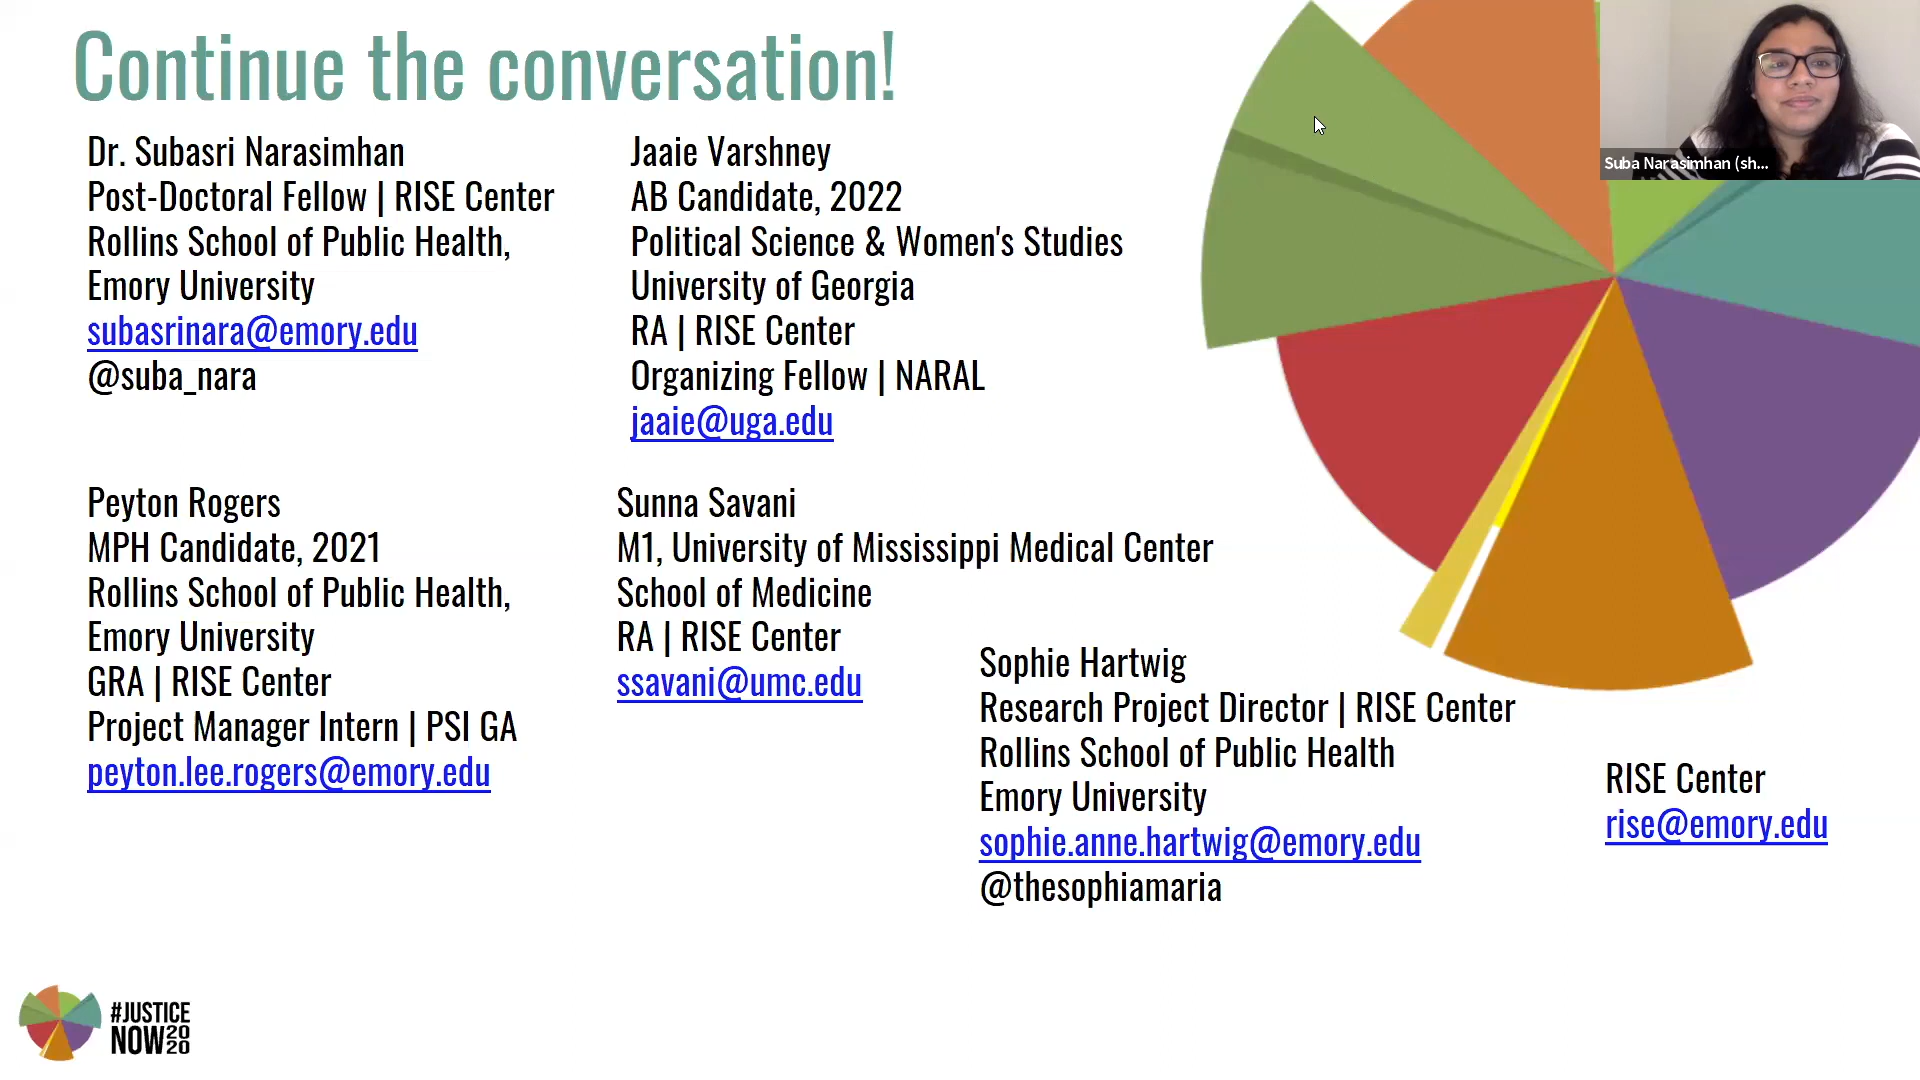 Continue the conversation!
Suba Narasimhan (sh...
Dr. Subasri Narasimhan
Post-Doctoral Fellow | RISE Center
Rollins School of Public Health,
Emory University
subasrinara@emory.edu
@suba_nara
Jaaie Varshney
AB Candidate, 2022
Political Science & Women's Studies
University of Georgia
RA | RISE Center
Organizing Fellow | NARAL
jaaie@uga.edu
Peyton Rogers
MPH Candidate, 2021
Rollins School of Public Health,
Emory University
GRA | RISE Center
Project Manager Intern | PSI GA
peyton.lee.rogers@emory.edu
Sunna Savani
M1, University of Mississippi Medical Center
School of Medicine
RA | RISE Center
ssavani@umc.edu
Sophie Hartwig
Research Project Director | RISE Center
Rollins School of Public Health
Emory University
sophie.anne.hartwig@emory.edu
@thesophiamaria
RISE Center
rise@emory.edu
#JUSTICE
NOW 20
20